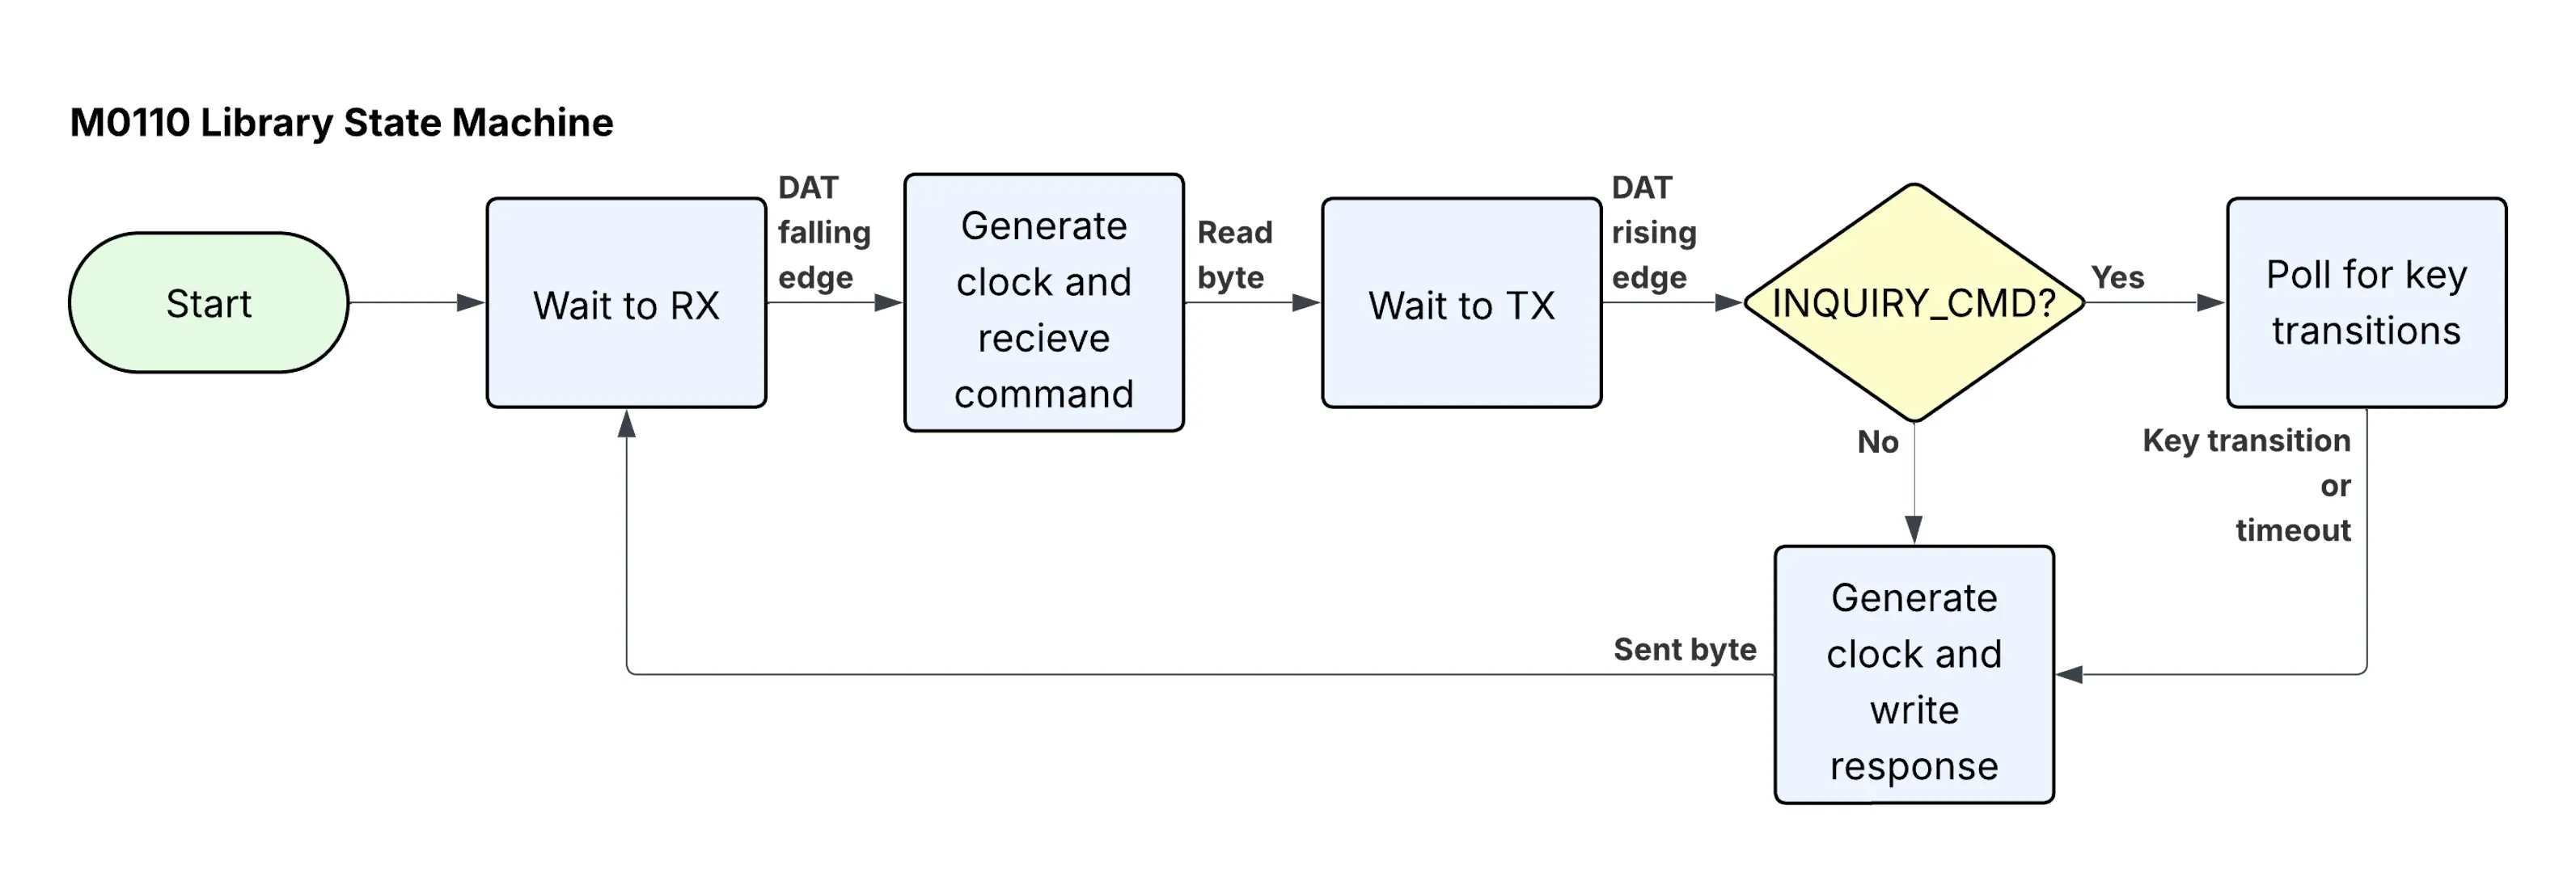 M0110 Library State Machine
Start
Wait to RX
DAT
falling
edge
Generate
clock and
recieve
command
Read
byte
Wait to TX
DAT
rising
edge
INQUIRY_CMD?
Yes
Poll for key
transitions
No
Key transition
or
timeout
Generate
clock and
write
response
Sent byte